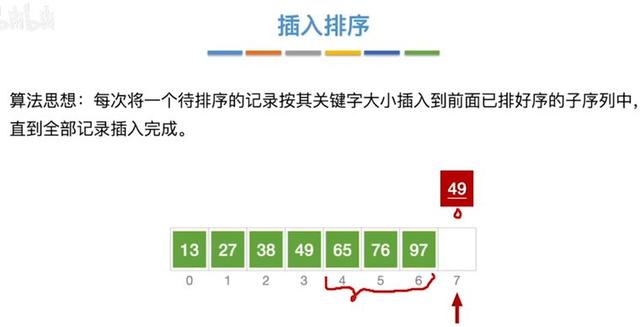 插入排序
算法思想：每次将一个待排序的记录按其关键字大小插入到前面已排好序的子序列中，
直到全部记录插入完成。
49
13 27 38 49 65 76 97
0 1 2 3 4 5 6 7